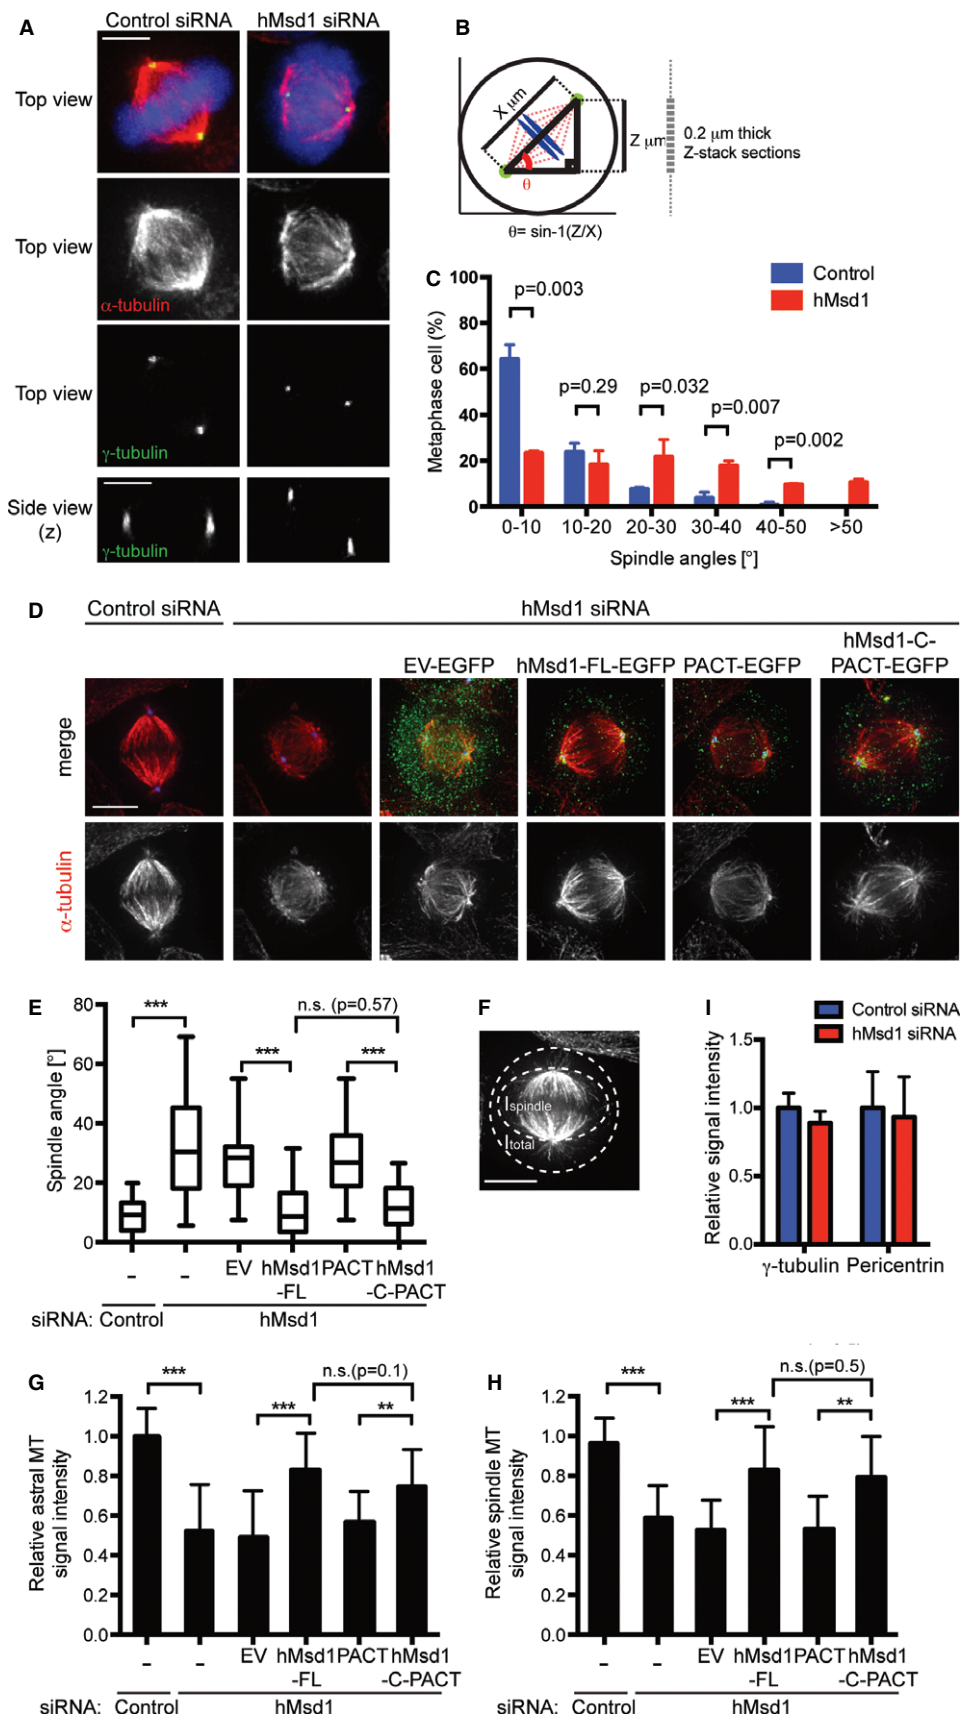 A
Control siRNA
hMsd1 siRNA
Top view
Top view
α-tubulin
Top view
γ-tubulin
Side view
(z)
γ-tubulin
B
X μm
Z μm
θ
0.2 μm thick
Z-stack sections
θ= sin-1(Z/X)
C
Control
hMsd1
Metaphase cell (%)
100
80
60
40
20
0
p=0.003
p=0.29
p=0.032
p=0.007
p=0.002
0-10
10-20
20-30
30-40
40-50
>50
Spindle angles [°]
D
Control siRNA
hMsd1 siRNA
EV-EGFP
hMsd1-FL-EGFP
PACT-EGFP
hMsd1-C-
PACT-EGFP
merge
α-tubulin
E
Spindle angle [°]
80
60
40
20
0
***
***
n.s. (p=0.57)
***
-
-
EV
hMsd1
-FL
PACT
hMsd1
-C-PACT
siRNA:
Control
hMsd1
F
Ispindle
Itotal
I
Control siRNA
hMsd1 siRNA
Relative signal intensity
1.5
1.0
0.5
0.0
γ-tubulin
Pericentrin
G
Relative astral MT
signal intensity
1.2
1.0
0.8
0.6
0.4
0.2
0.0
***
***
n.s.(p=0.1)
**
-
-
EV
hMsd1
-FL
PACT
hMsd1
-C-PACT
siRNA:
Control
hMsd1
H
Relative spindle MT
signal intensity
1.2
1.0
0.8
0.6
0.4
0.2
0.0
***
***
n.s.(p=0.5)
**
-
-
EV
hMsd1
-FL
PACT
hMsd1
-C-PACT
siRNA:
Control
hMsd1